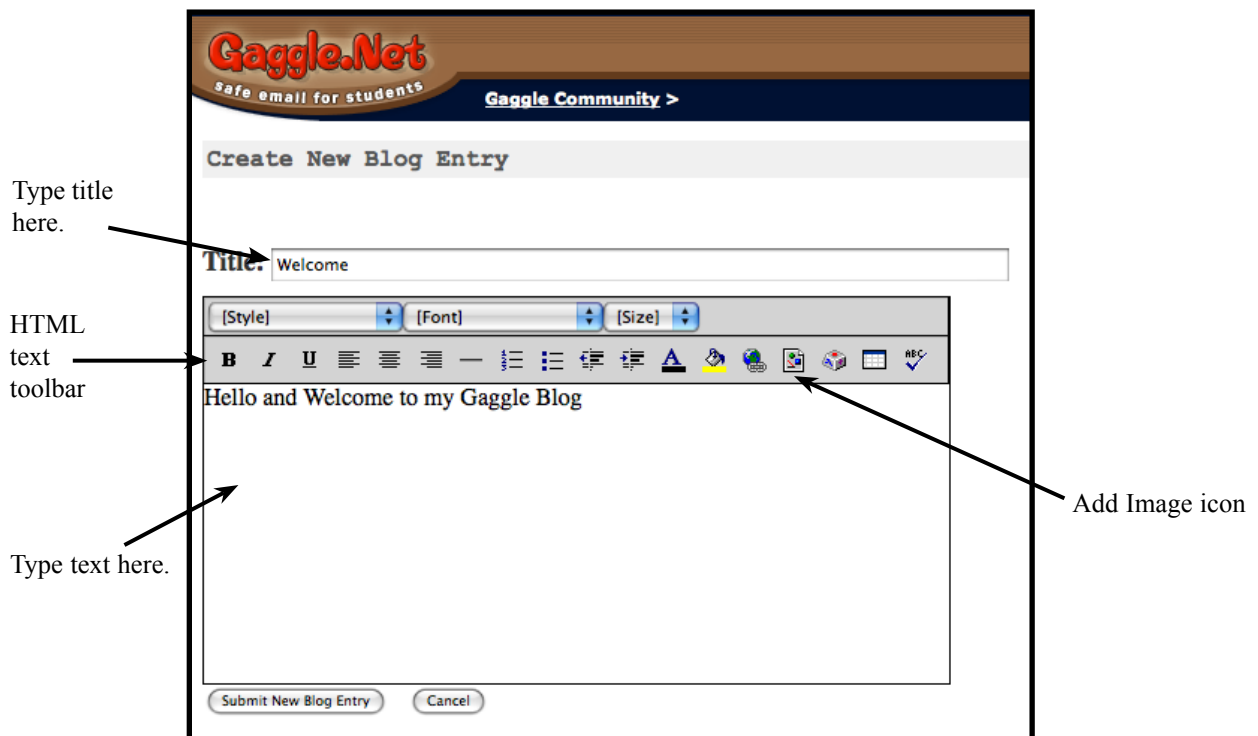 Gaggle.Net
safe email for students
Gaggle Community >
Create New Blog Entry
Type title
here.
Title: Welcome
[Style] [Font] [Size]
HTML
text
toolbar
B I U A ABC
Hello and Welcome to my Gaggle Blog
Add Image icon
Type text here.
Submit New Blog Entry Cancel